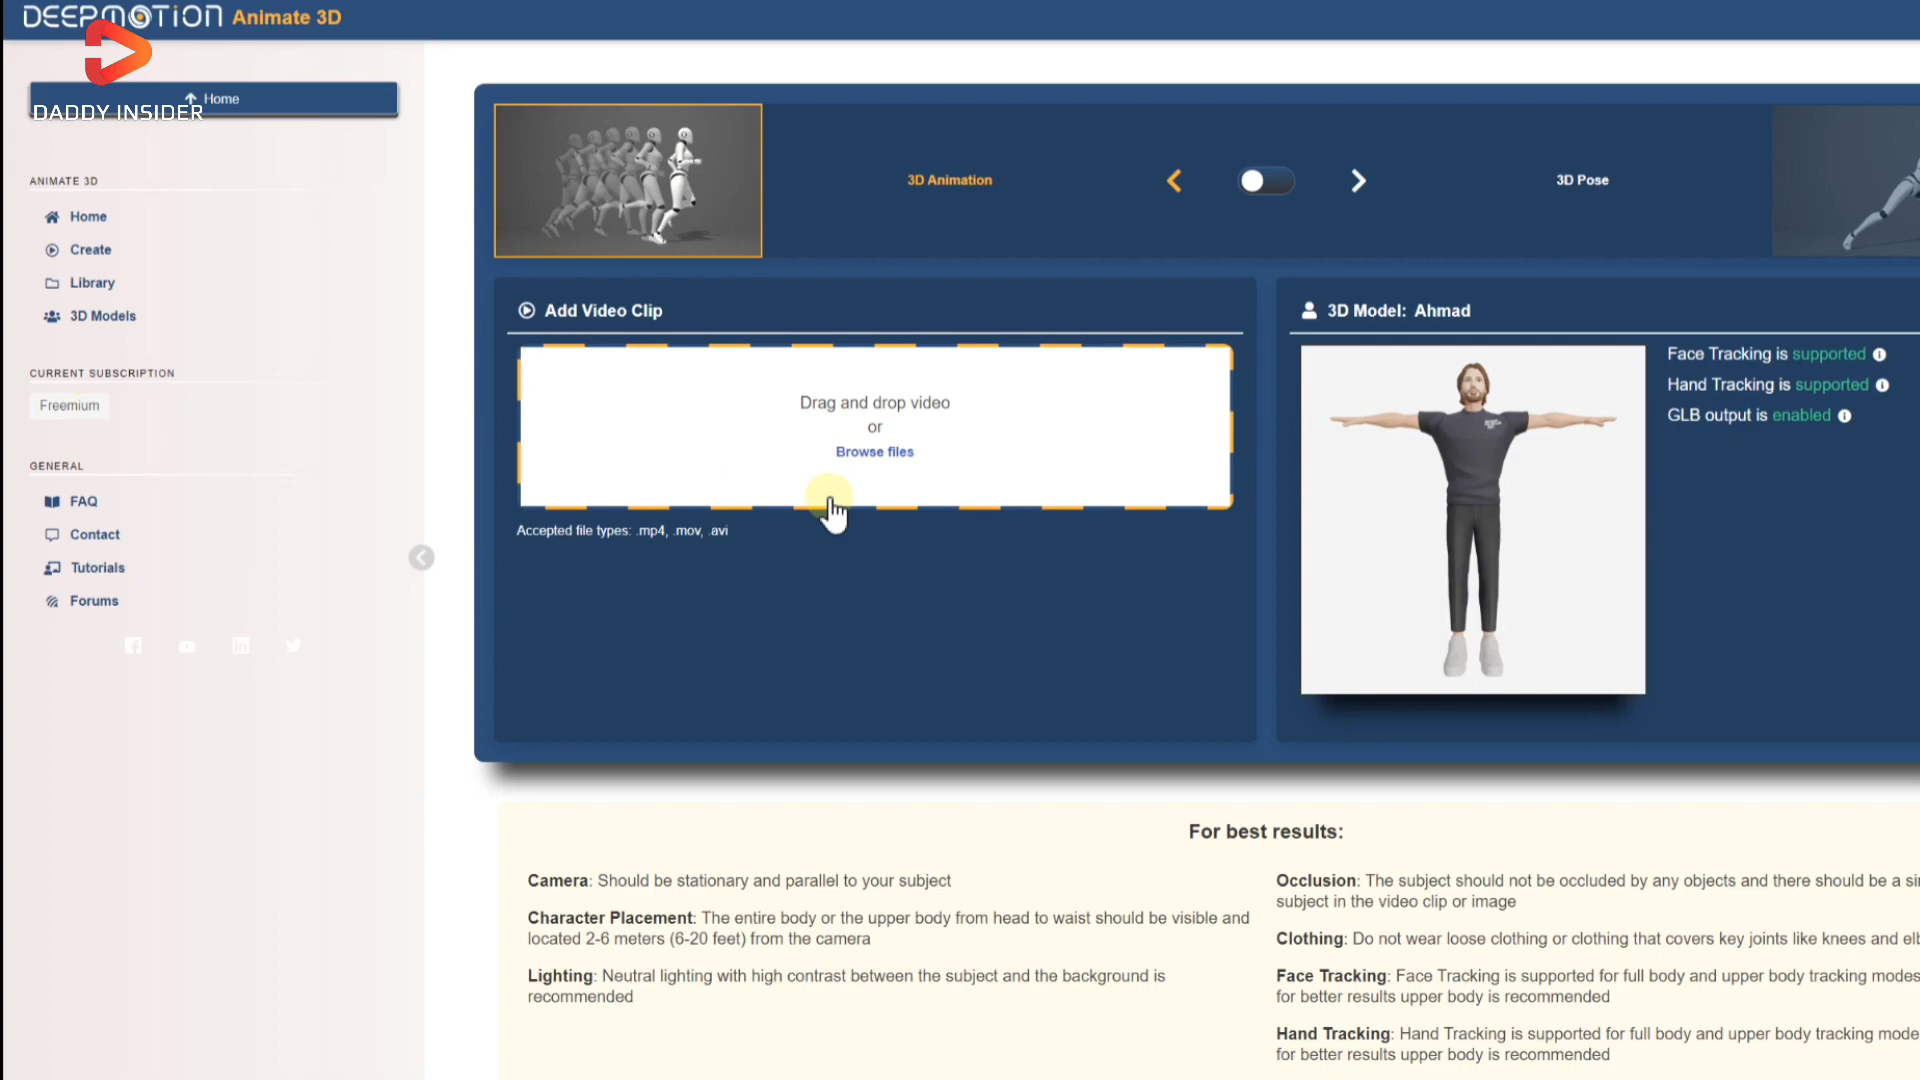 DEEPMOTION Animate 3D
DADDY INSIDER
Home
ANIMATE 3D
Home
Create
Library
3D Models
CURRENT SUBSCRIPTION
Freemium
GENERAL
FAQ
Contact
Tutorials
Forums
3D Animation
3D Pose
Add Video Clip
Drag and drop video
or
Browse files
Accepted file types: .mp4, .mov, .avi
3D Model: Ahmad
Face Tracking is supported
Hand Tracking is supported
GLB output is enabled
For best results:
Camera: Should be stationary and parallel to your subject
Character Placement: The entire body or the upper body from head to waist should be visible and
located 2-6 meters (6-20 feet) from the camera
Lighting: Neutral lighting with high contrast between the subject and the background is
recommended
Occlusion: The subject should not be occluded by any objects and there should be a
subject in the video clip or image
Clothing: Do not wear loose clothing or clothing that covers key joints like knees and
Face Tracking: Face Tracking is supported for full body and upper body tracking modes
for better results upper body is recommended
Hand Tracking: Hand Tracking is supported for full body and upper body tracking mode
for better results upper body is recommended